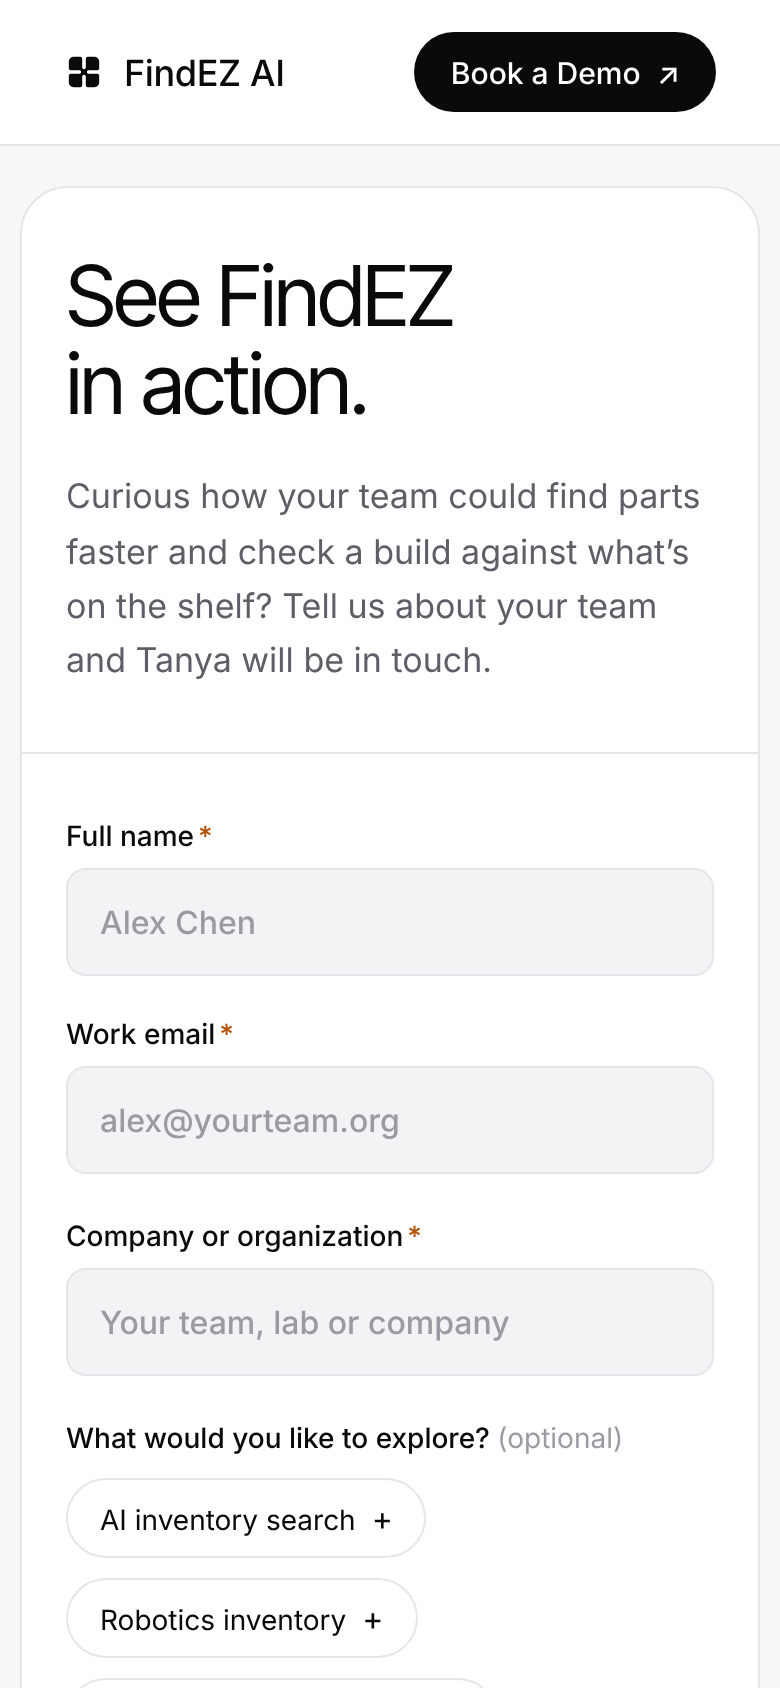 FindEZ AI
Book a Demo ↗
See FindEZ
in action.
Curious how your team could find parts
faster and check a build against what’s
on the shelf? Tell us about your team
and Tanya will be in touch.
Full name *
Alex Chen
Work email *
alex@yourteam.org
Company or organization *
Your team, lab or company
What would you like to explore? (optional)
AI inventory search +
Robotics inventory +